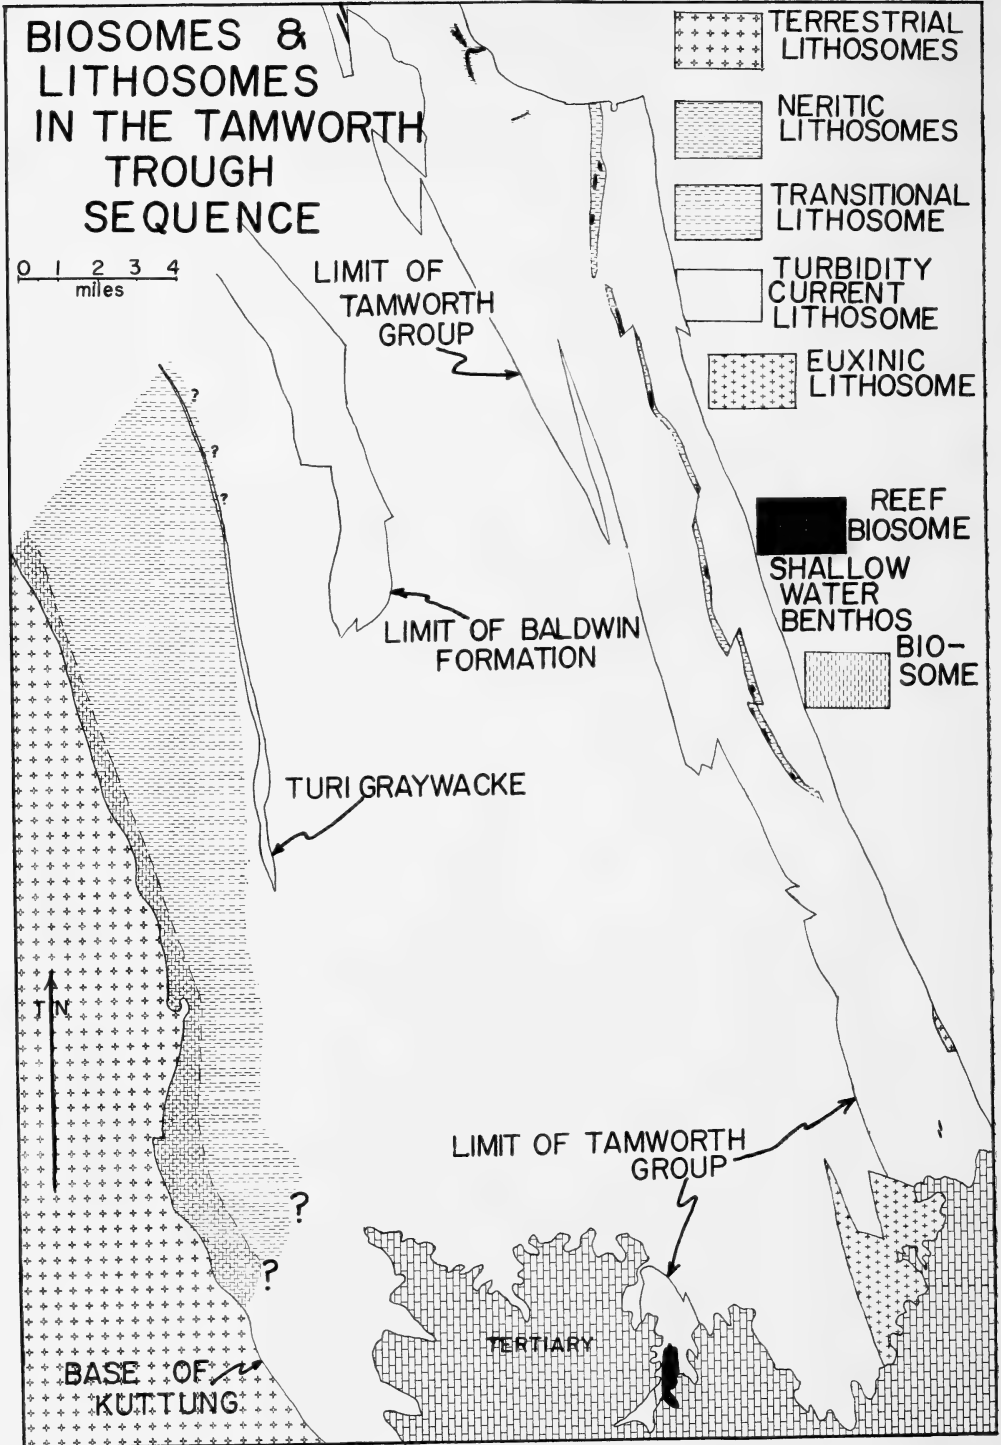 BIOSOMES &
LITHOSOMES
IN THE TAMWORTH
TROUGH
SEQUENCE
0 1 2 3 4
miles
TERRESTRIAL
LITHOSOMES
NERITIC
LITHOSOMES
TRANSITIONAL
LITHOSOME
TURBIDITY
CURRENT
LITHOSOME
EUXINIC
LITHOSOME
REEF
BIOSOME
SHALLOW
WATER
BENTHOS
BIO-
SOME
LIMIT OF
TAMWORTH
GROUP
?
?
?
LIMIT OF BALDWIN
FORMATION
TURI GRAYWACKE
T N
LIMIT OF TAMWORTH
GROUP
?
?
TERTIARY
BASE OF
KUTTUNG